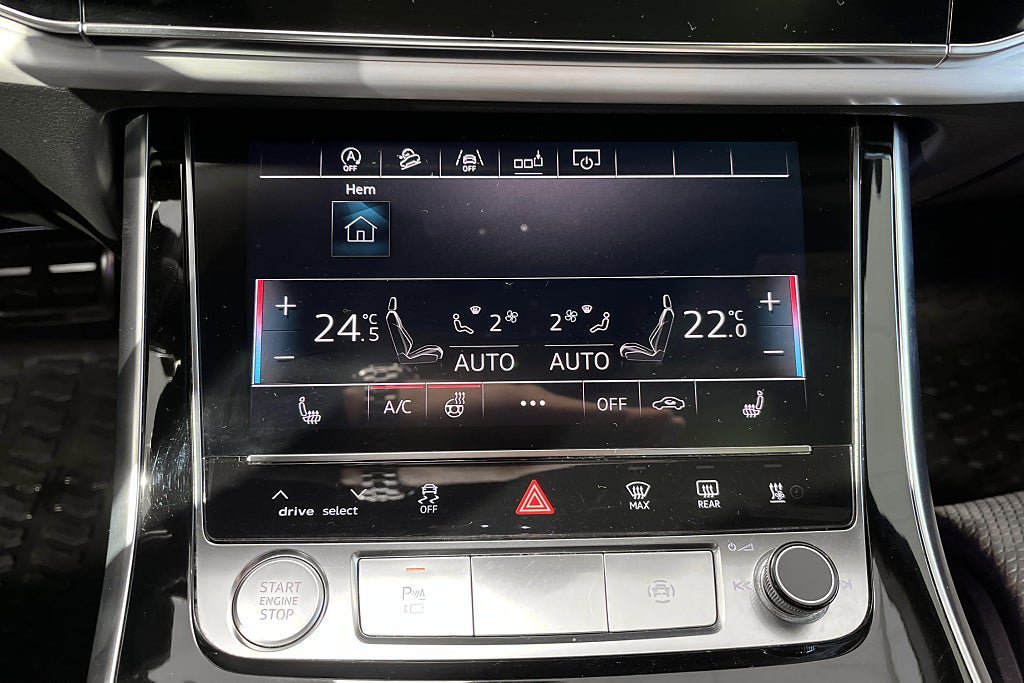 A
OFF
OFF
Hem
24.5°C 2 2 22.0°C
AUTO AUTO
A/C ... OFF
drive select OFF MAX REAR
START
ENGINE
STOP
P